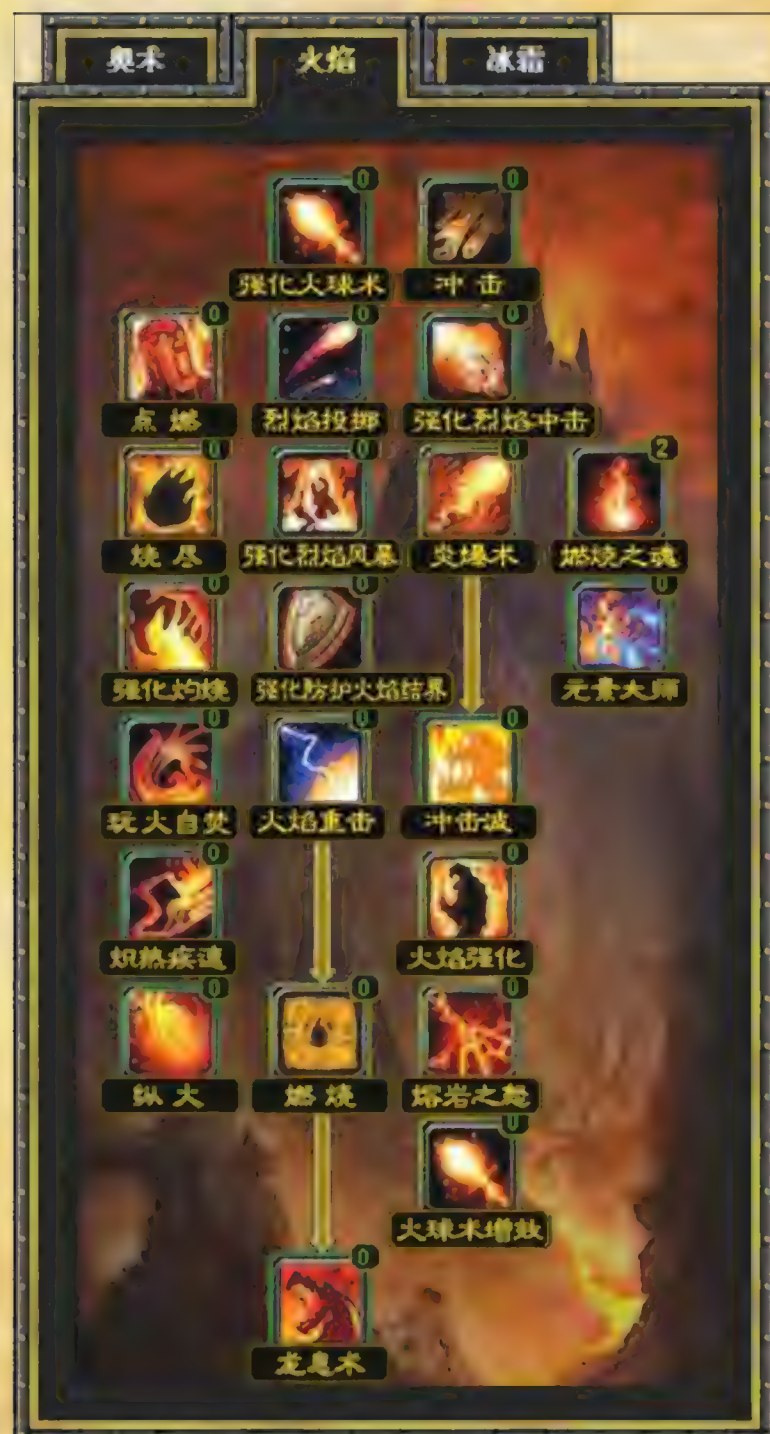 奥术 火焰 冰霜
0 0
强化火球术 冲击
0 0 0
点燃 烈焰投掷 强化烈焰冲击
0 0 0 2
烧尽 强化烈焰风暴 炎爆术 燃烧之魂
0 0 0
强化灼烧 强化防护火焰结界 元素大师
0 0 0
玩火自焚 火焰重击 冲击波
0 0
炽热疾速 火焰强化
0 0 0
纵火 燃烧 熔岩之怒
0
火球术增效
0
龙息术